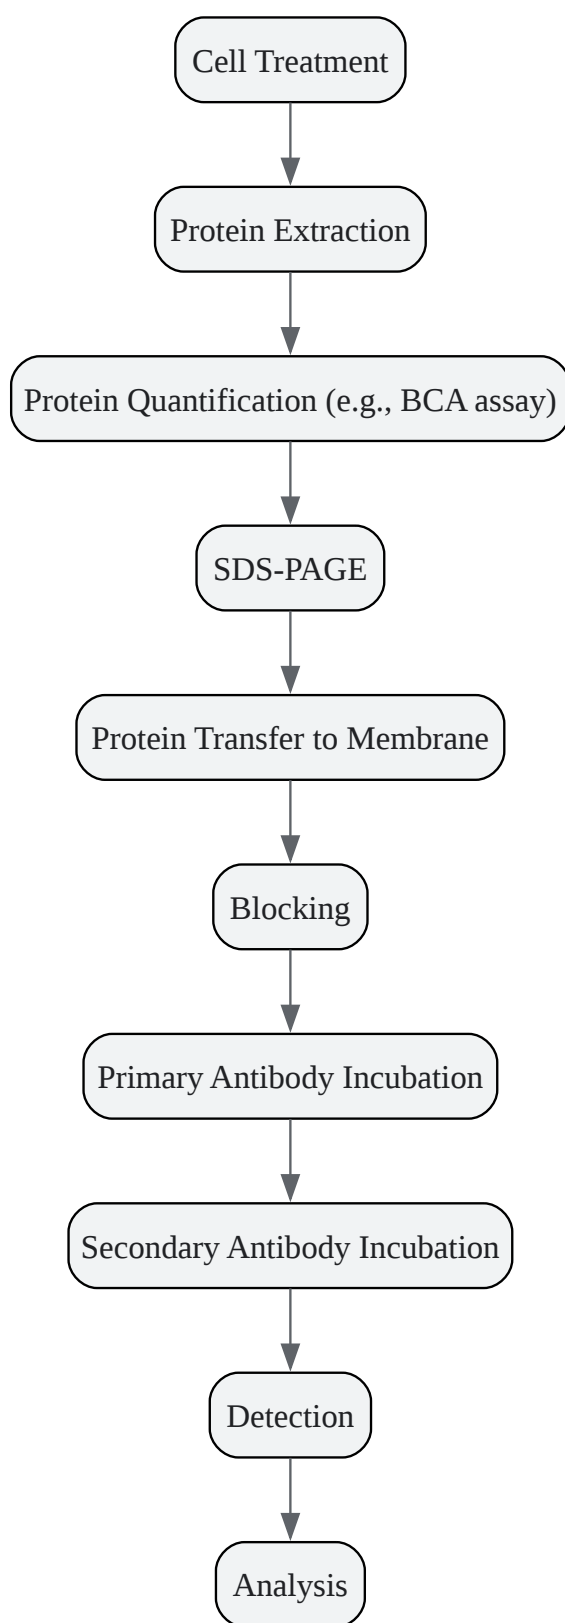 Cell Treatment
Protein Extraction
Protein Quantification (e.g., BCA assay)
SDS-PAGE
Protein Transfer to Membrane
Blocking
Primary Antibody Incubation
Secondary Antibody Incubation
Detection
Analysis